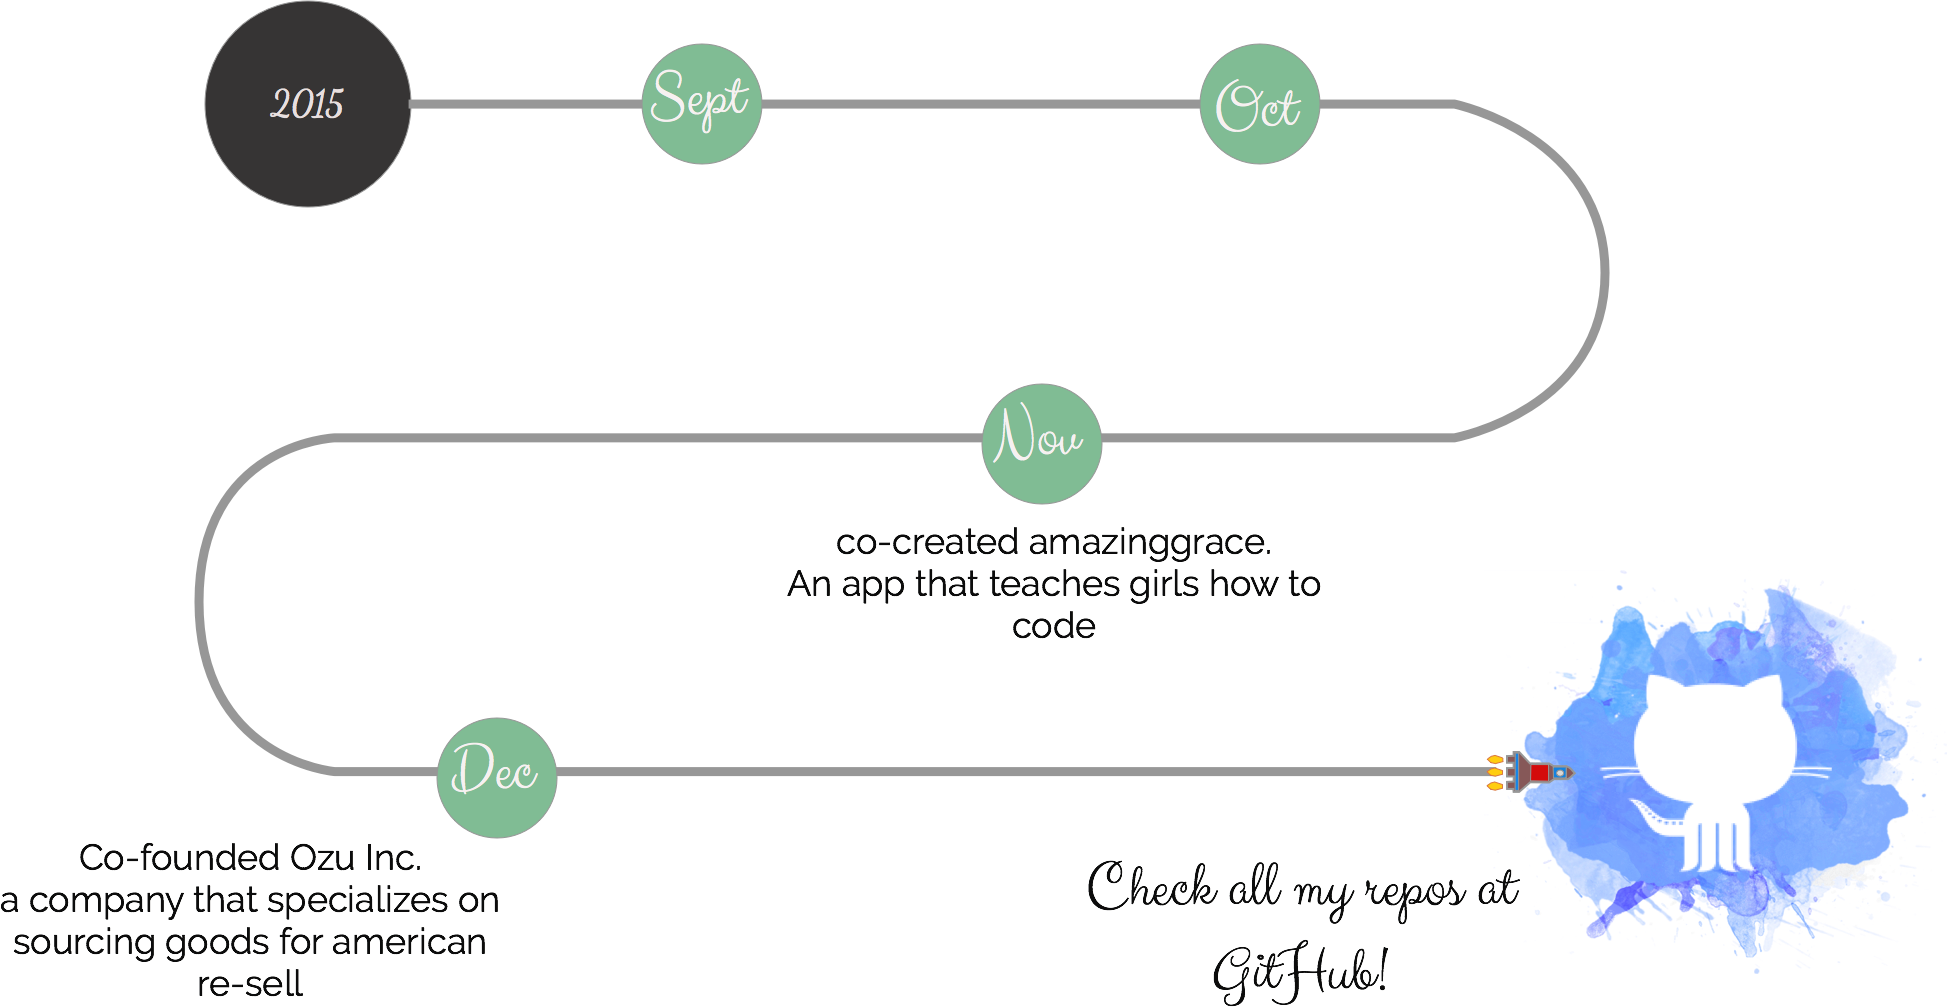 2015
Sept
Oct
Nov
co-created amazinggrace.
An app that teaches girls how to
code
Dec
Co-founded Ozu Inc.
a company that specializes on
sourcing goods for american
re-sell
Check all my repos at
GitHub!